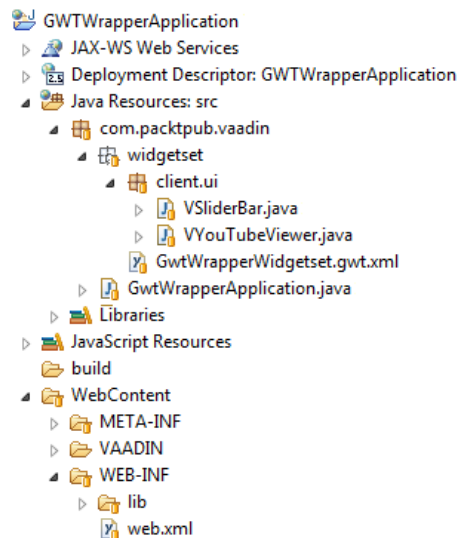 GWTWrapperApplication
JAX-WS Web Services
2.5 Deployment Descriptor: GWTWrapperApplication
Java Resources: src
com.packtpub.vaadin
widgetset
client.ui
VSliderBar.java
VYouTubeViewer.java
GwtWrapperWidgetset.gwt.xml
GwtWrapperApplication.java
Libraries
JavaScript Resources
build
WebContent
META-INF
VAADIN
WEB-INF
lib
web.xml